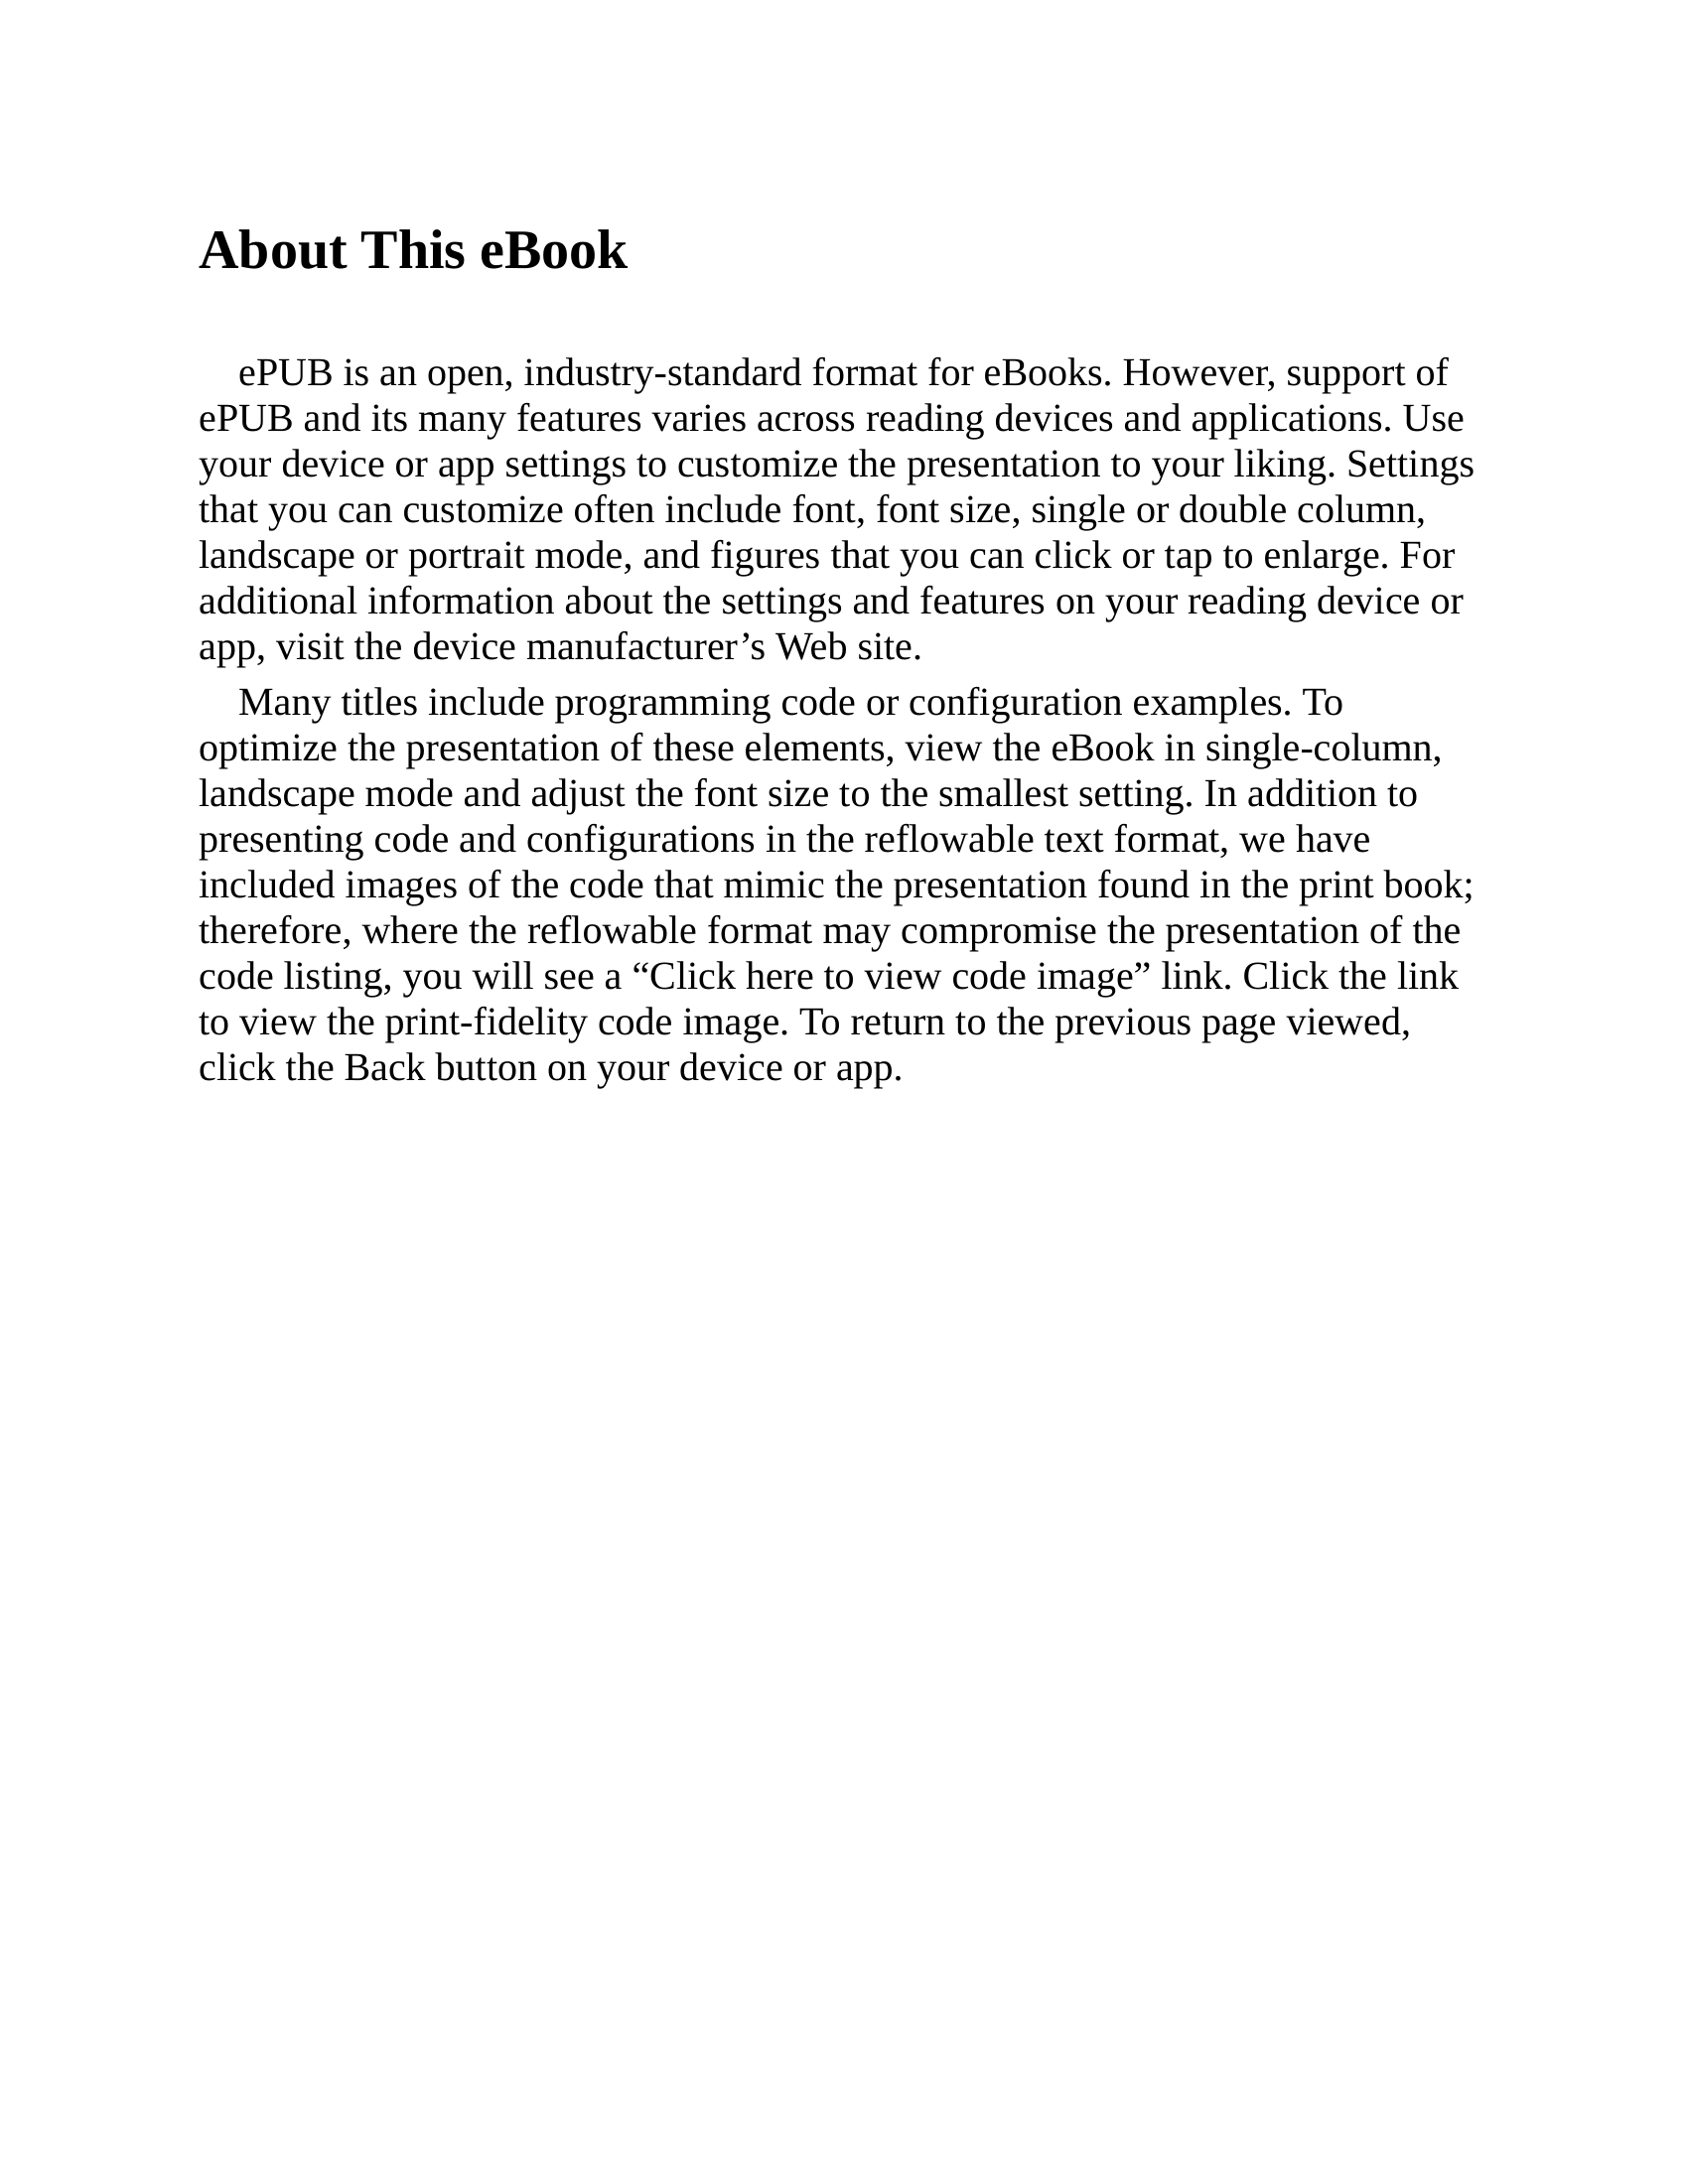 About This eBook
ePUB is an open, industry-standard format for eBooks. However, support of
ePUB and its many features varies across reading devices and applications. Use
your device or app settings to customize the presentation to your liking. Settings
that you can customize often include font, font size, single or double column,
landscape or portrait mode, and figures that you can click or tap to enlarge. For
additional information about the settings and features on your reading device or
app, visit the device manufacturer’s Web site.
Many titles include programming code or configuration examples. To
optimize the presentation of these elements, view the eBook in single-column,
landscape mode and adjust the font size to the smallest setting. In addition to
presenting code and configurations in the reflowable text format, we have
included images of the code that mimic the presentation found in the print book;
therefore, where the reflowable format may compromise the presentation of the
code listing, you will see a “Click here to view code image” link. Click the link
to view the print-fidelity code image. To return to the previous page viewed,
click the Back button on your device or app.